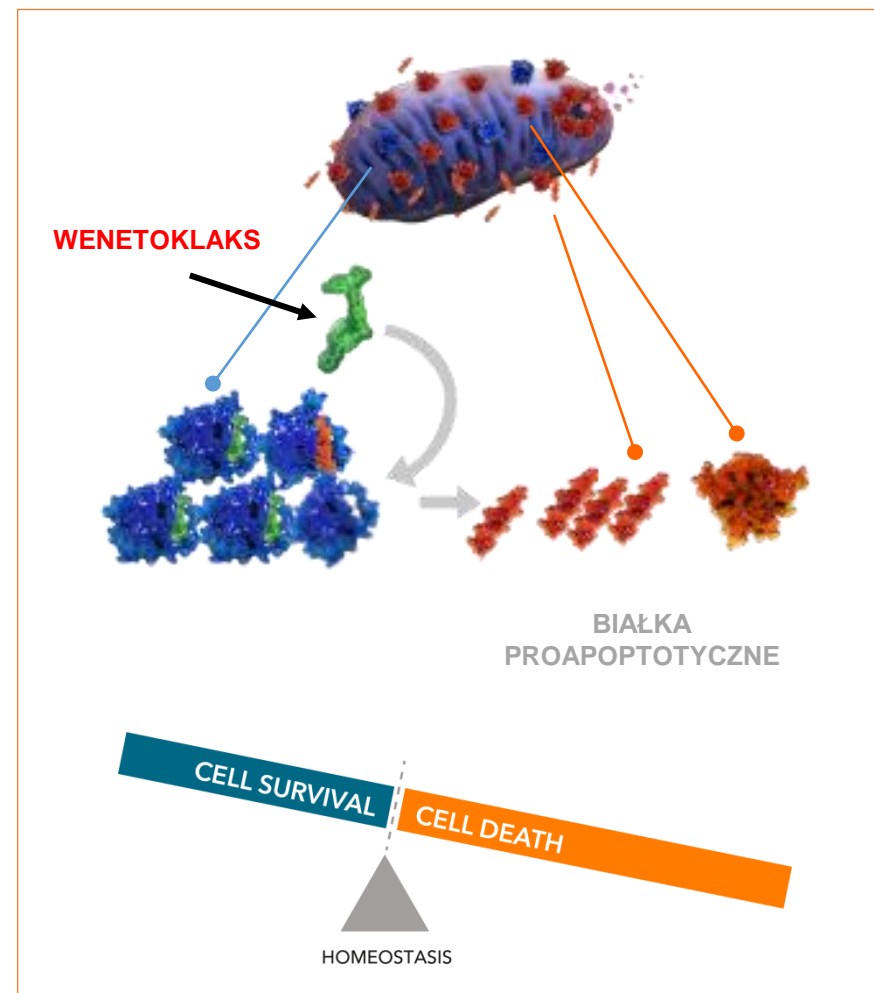 WENETOKLAKS
BIAŁKA
PROAPOPTOTYCZNE
CELL SURVIVAL
CELL DEATH
HOMEOSTASIS